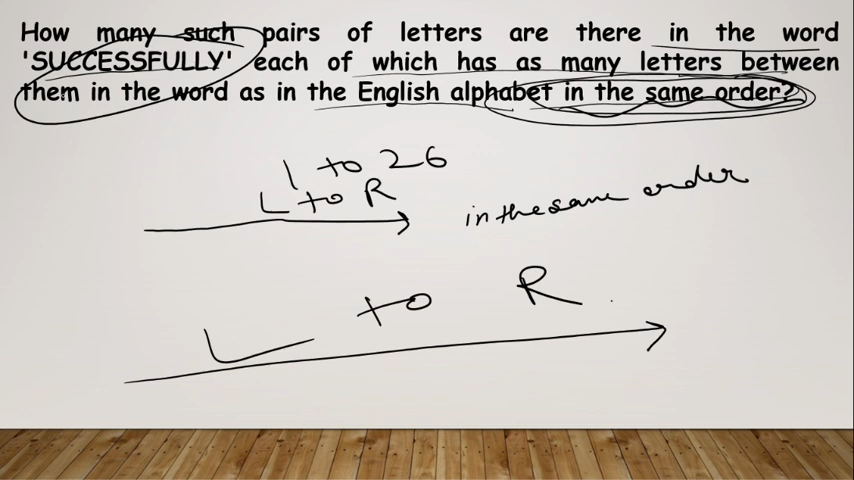 How many such pairs of letters are there in the word
'SUCCESSFULLY' each of which has as many letters between
them in the word as in the English alphabet in the same order?
1 to 26
L to R
in the same order
L to R